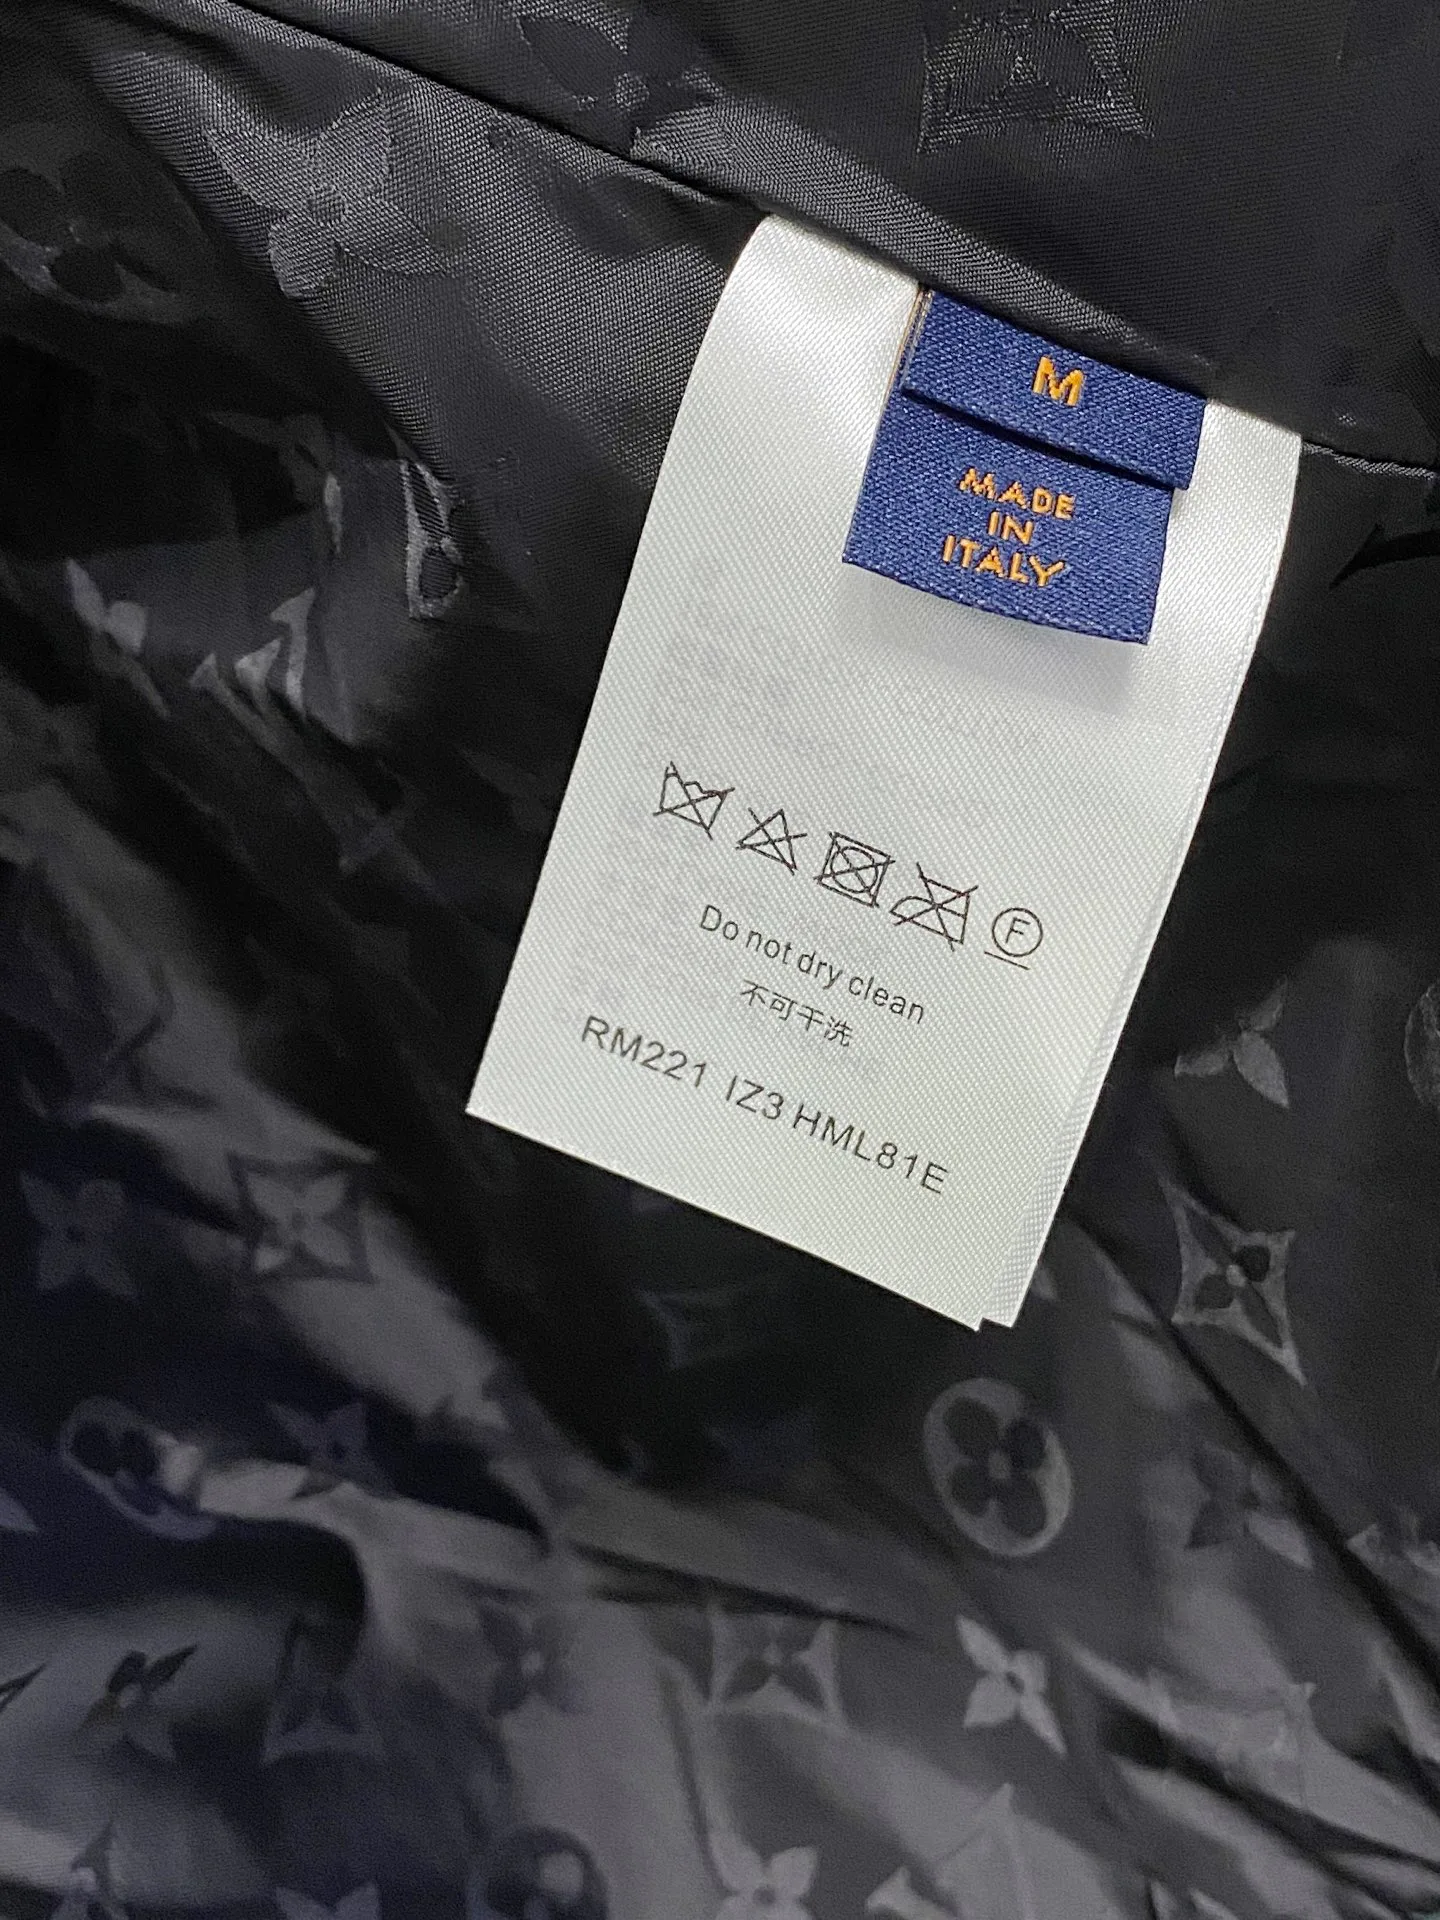 M
MADE
IN
ITALY
F
Do not dry clean
不可干洗
RM221 IZ3 HML81E